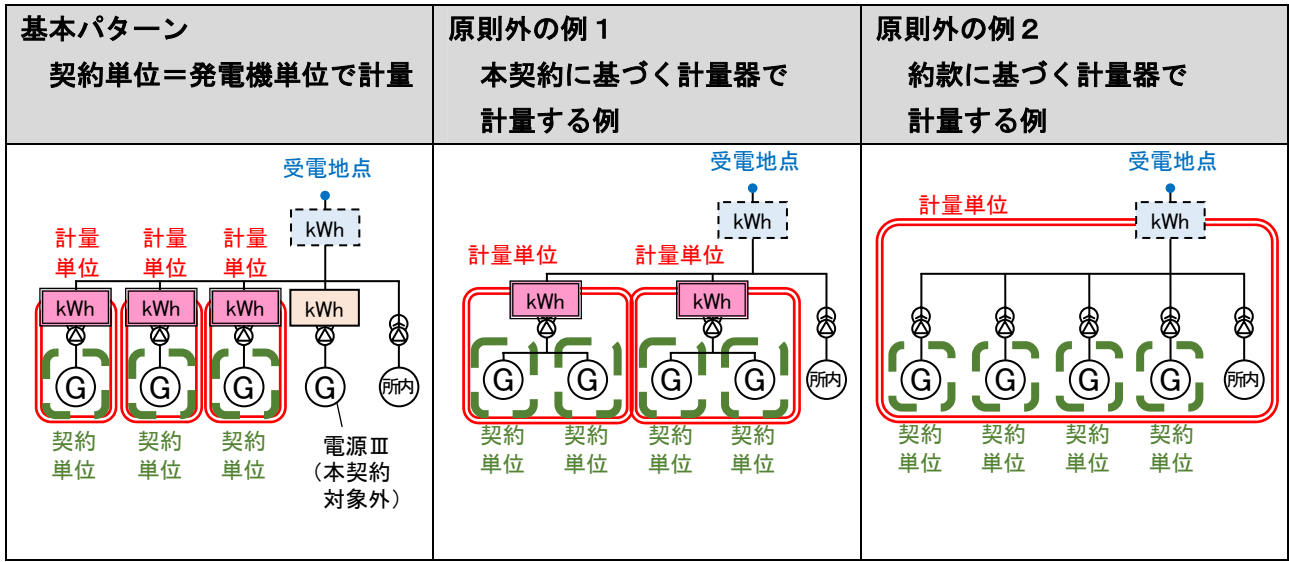 基本パターン
契約単位＝発電機単位で計量
原則外の例１
本契約に基づく計量器で
計量する例
原則外の例２
約款に基づく計量器で
計量する例
受電地点
kWh
計量
単位
計量
単位
計量
単位
kWh
kWh
kWh
kWh
G
G
G
G
所内
契約
単位
契約
単位
契約
単位
電源Ⅲ
（本契約
対象外）
受電地点
kWh
計量単位
計量単位
kWh
kWh
G
G
G
G
所内
契約
単位
契約
単位
契約
単位
契約
単位
受電地点
計量単位
kWh
G
G
G
G
所内
契約
単位
契約
単位
契約
単位
契約
単位